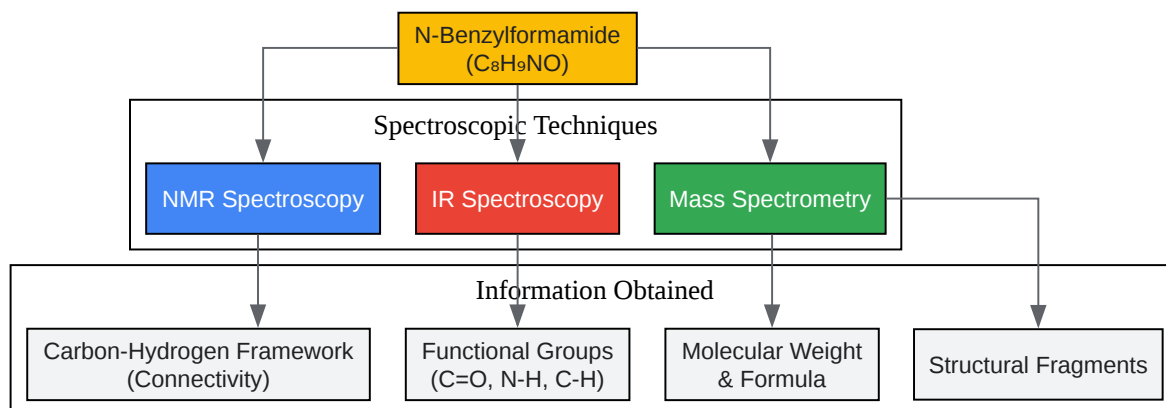 N-Benzylformamide
(C₈H₉NO)
Spectroscopic Techniques
NMR Spectroscopy
IR Spectroscopy
Mass Spectrometry
Information Obtained
Carbon-Hydrogen Framework
(Connectivity)
Functional Groups
(C=O, N-H, C-H)
Molecular Weight
& Formula
Structural Fragments